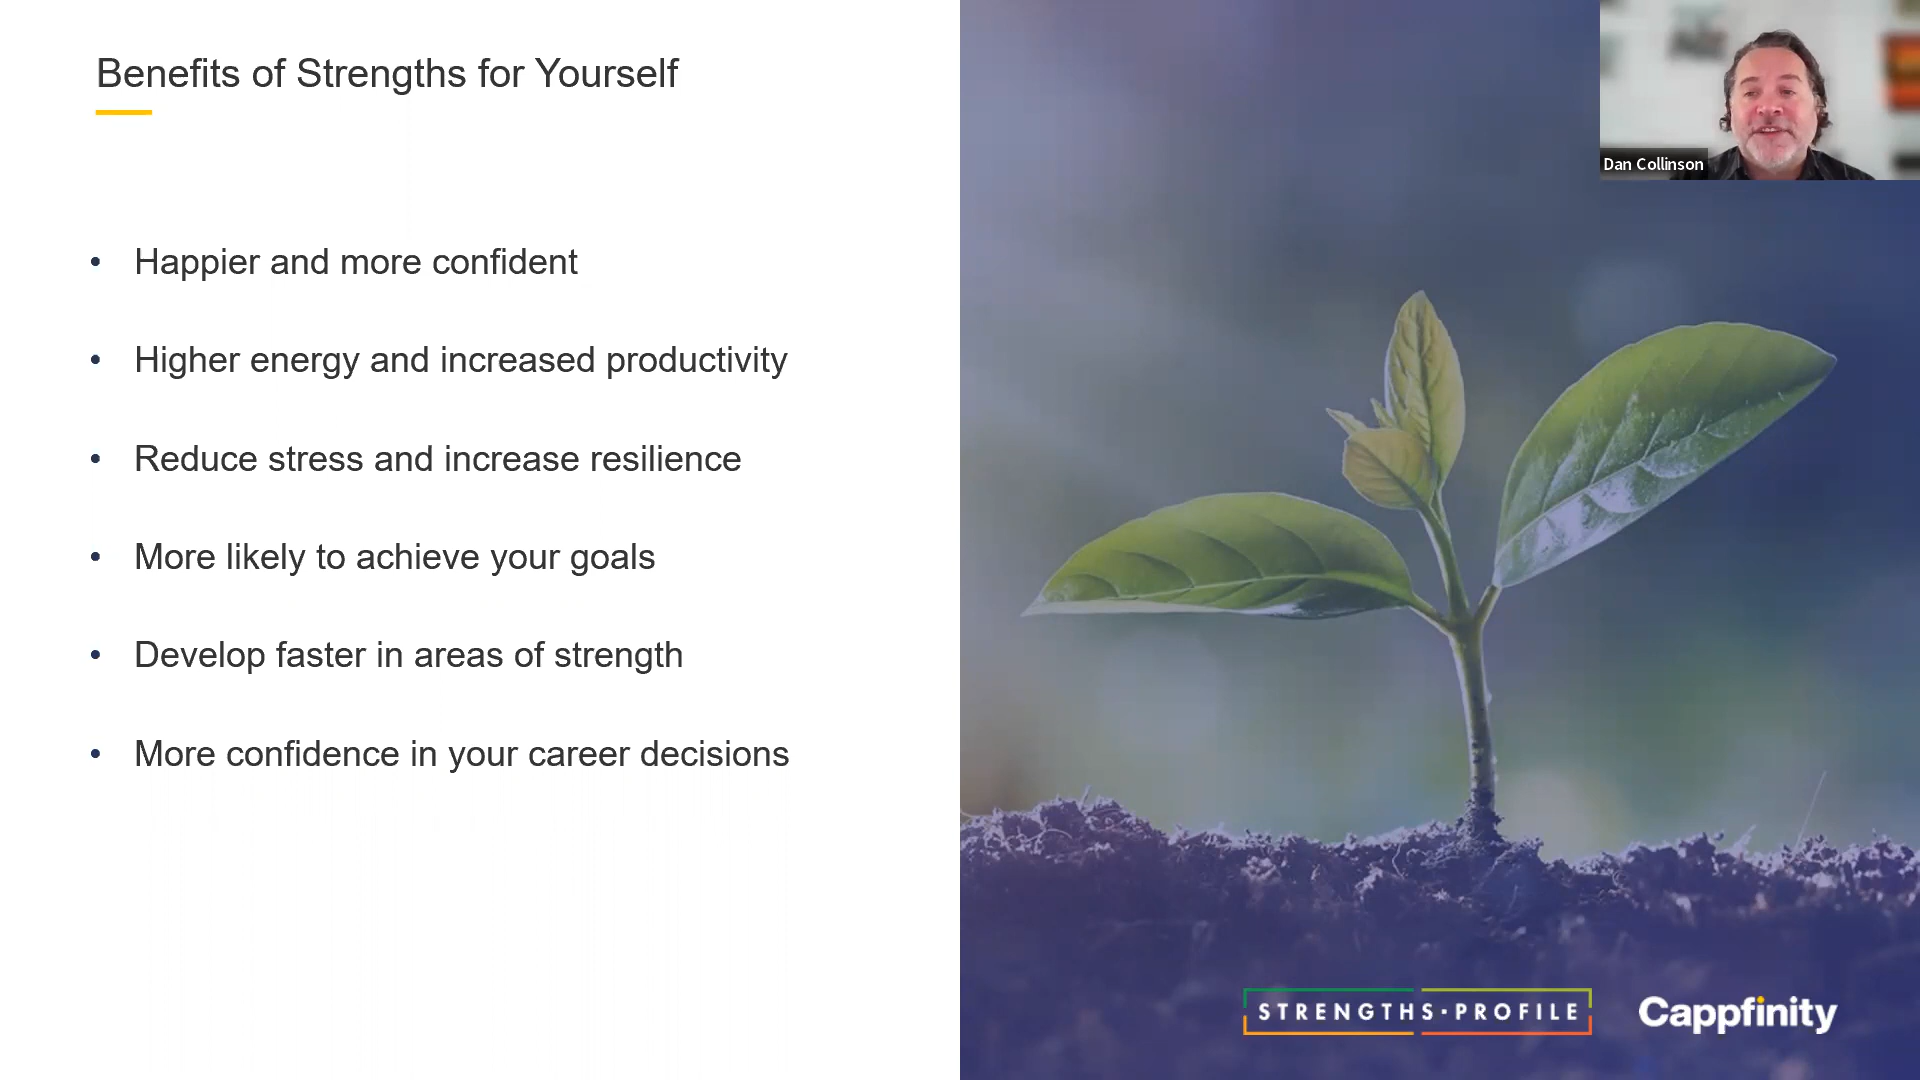 Benefits of Strengths for Yourself
Dan Collinson
• Happier and more confident
• Higher energy and increased productivity
• Reduce stress and increase resilience
• More likely to achieve your goals
• Develop faster in areas of strength
• More confidence in your career decisions
STRENGTHS·PROFILE
Cappfinity